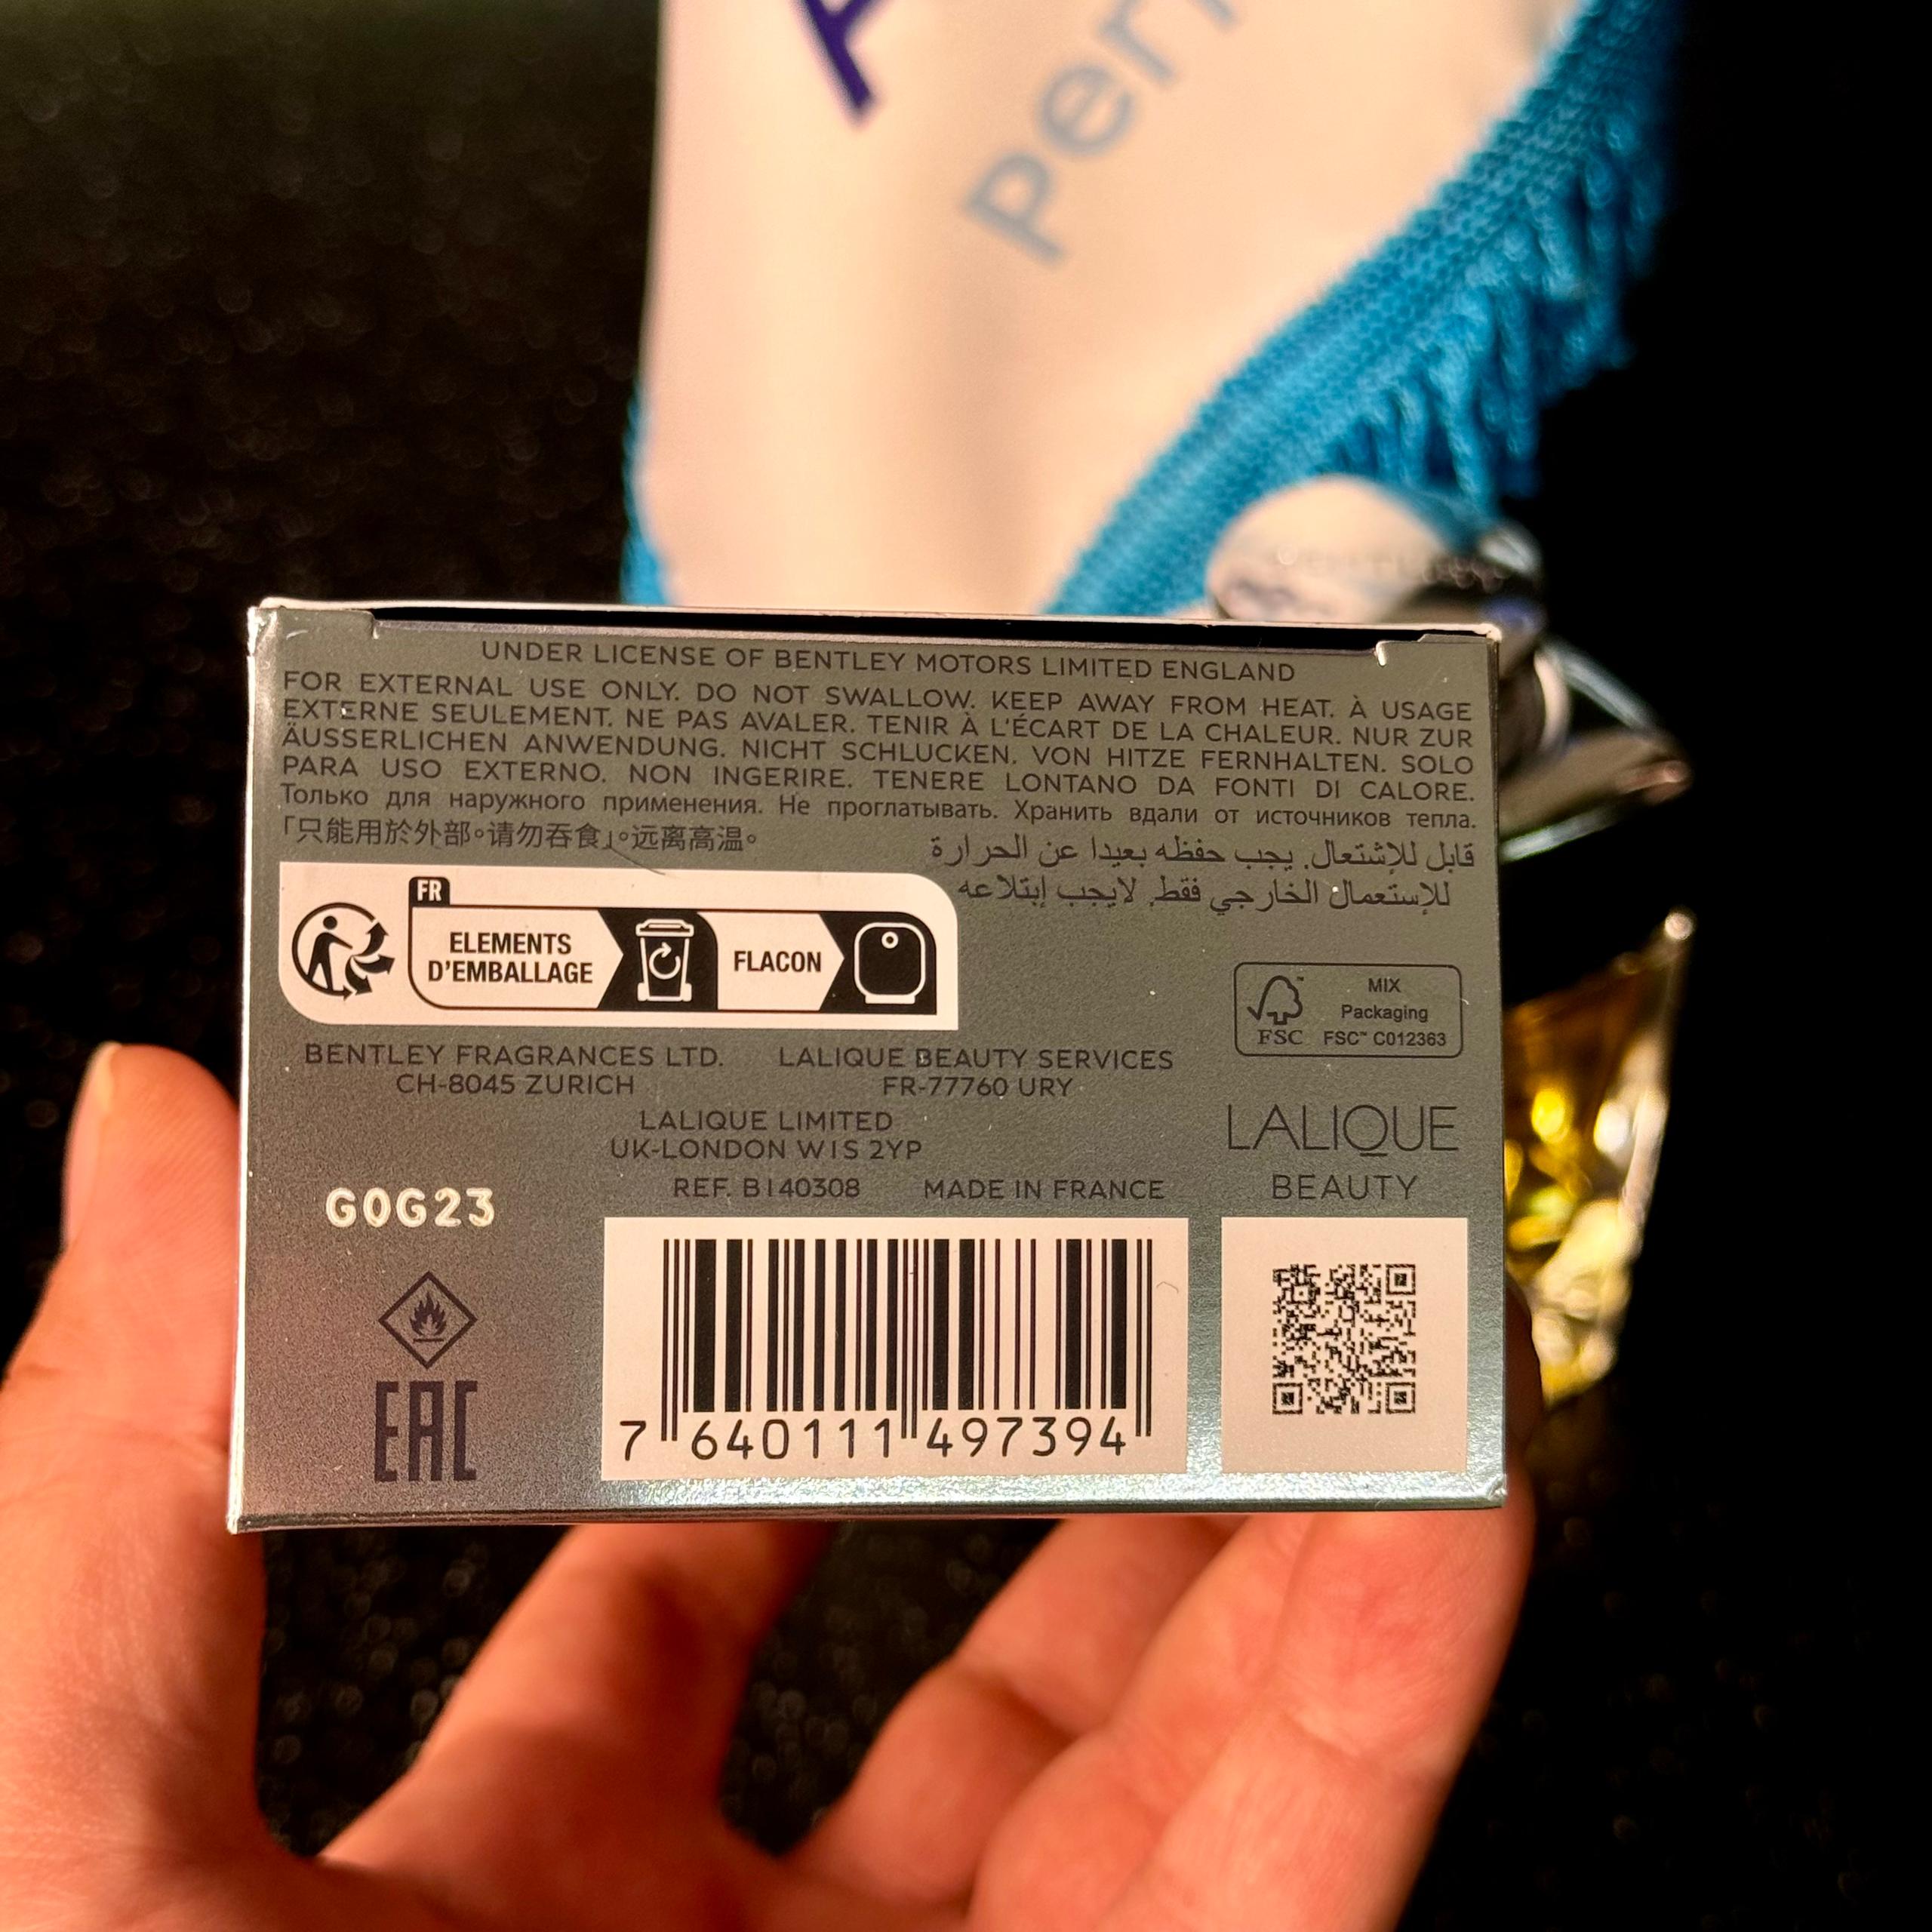 UNDER LICENSE OF BENTLEY MOTORS LIMITED ENGLAND
FOR EXTERNAL USE ONLY. DO NOT SWALLOW. KEEP AWAY FROM HEAT. À USAGE
EXTERNE SEULEMENT. NE PAS AVALER. TENIR À L'ÉCART DE LA CHALEUR. NUR ZUR
ÄUSSERLICHEN ANWENDUNG. NICHT SCHLUCKEN. VON HITZE FERNHALTEN. SOLO
PARA USO EXTERNO. NON INGERIRE. TENERE LONTANO DA FONTI DI CALORE.
Только для наружного применения. Не проглатывать. Хранить вдали от источников тепла.
「只能用於外部。请勿吞食」。远离高温。
قابل للإشتعال. يجب حفظه بعيدا عن الحرارة
للإستعمال الخارجي فقط. لايجب إبتلاعه
FR
ELEMENTS
D'EMBALLAGE
FLACON
FSC™
MIX
Packaging
FSC™ C012363
BENTLEY FRAGRANCES LTD.
CH-8045 ZURICH
LALIQUE BEAUTY SERVICES
FR-77760 URY
LALIQUE LIMITED
UK-LONDON W1S 2YP
LALIQUE
BEAUTY
REF. B140308 MADE IN FRANCE
G0G23
EAC
7 640111 497394